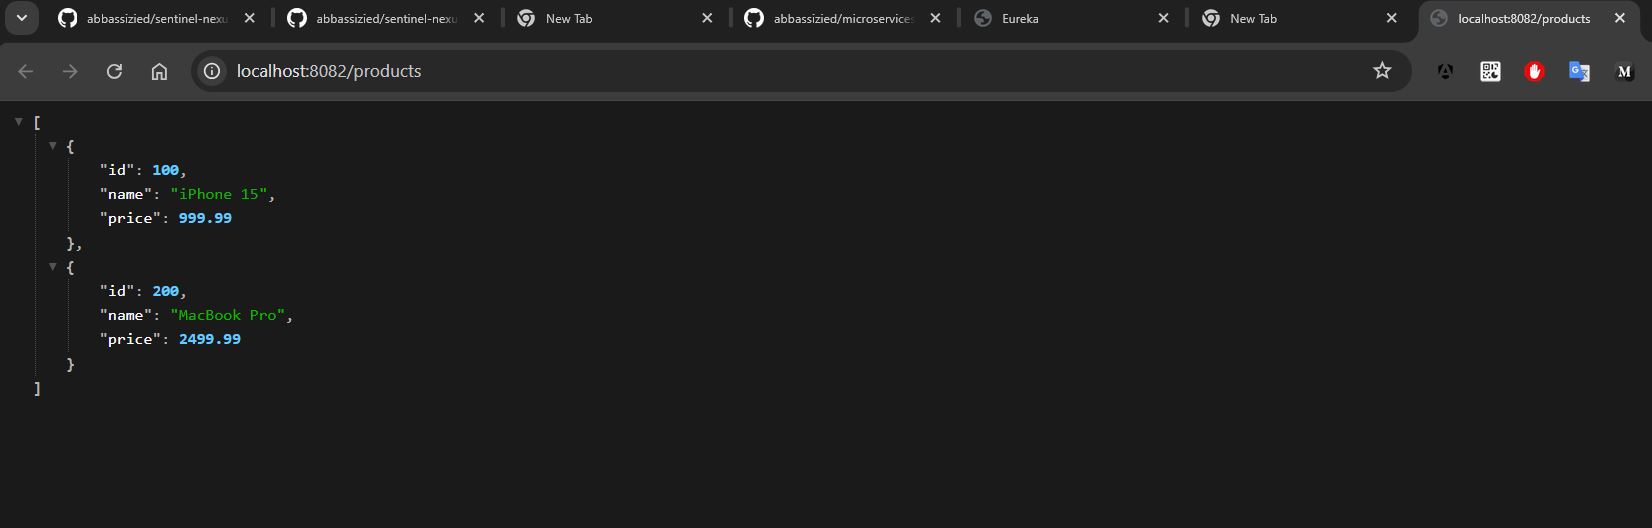 abbassizied/sentinel-nexu
abbassizied/sentinel-nexu
New Tab
abbassizied/microservices
Eureka
New Tab
localhost:8082/products
localhost:8082/products
[
{
"id": 100,
"name": "iPhone 15",
"price": 999.99
},
{
"id": 200,
"name": "MacBook Pro",
"price": 2499.99
}
]